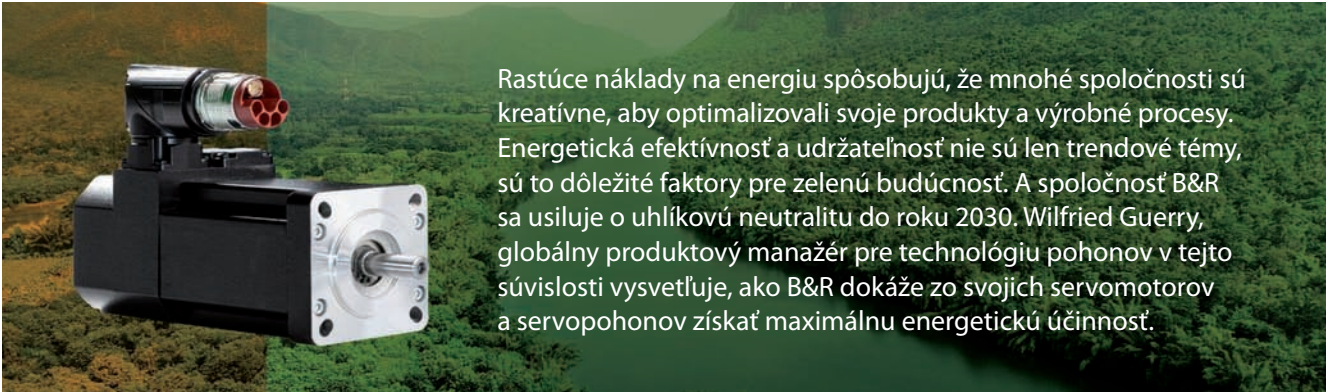 Rastúce náklady na energiu spôsobujú, že mnohé spoločnosti sú
kreatívne, aby optimalizovali svoje produkty a výrobné procesy.
Energetická efektívnosť a udržateľnosť nie sú len trendové témy,
sú to dôležité faktory pre zelenú budúcnosť. A spoločnosť B&R
sa usiluje o uhlíkovú neutralitu do roku 2030. Wilfried Guerry,
globálny produktový manažér pre technológiu pohonov v tejto
súvislosti vysvetľuje, ako B&R dokáže zo svojich servomotorov
a servopohonov získať maximálnu energetickú účinnosť.